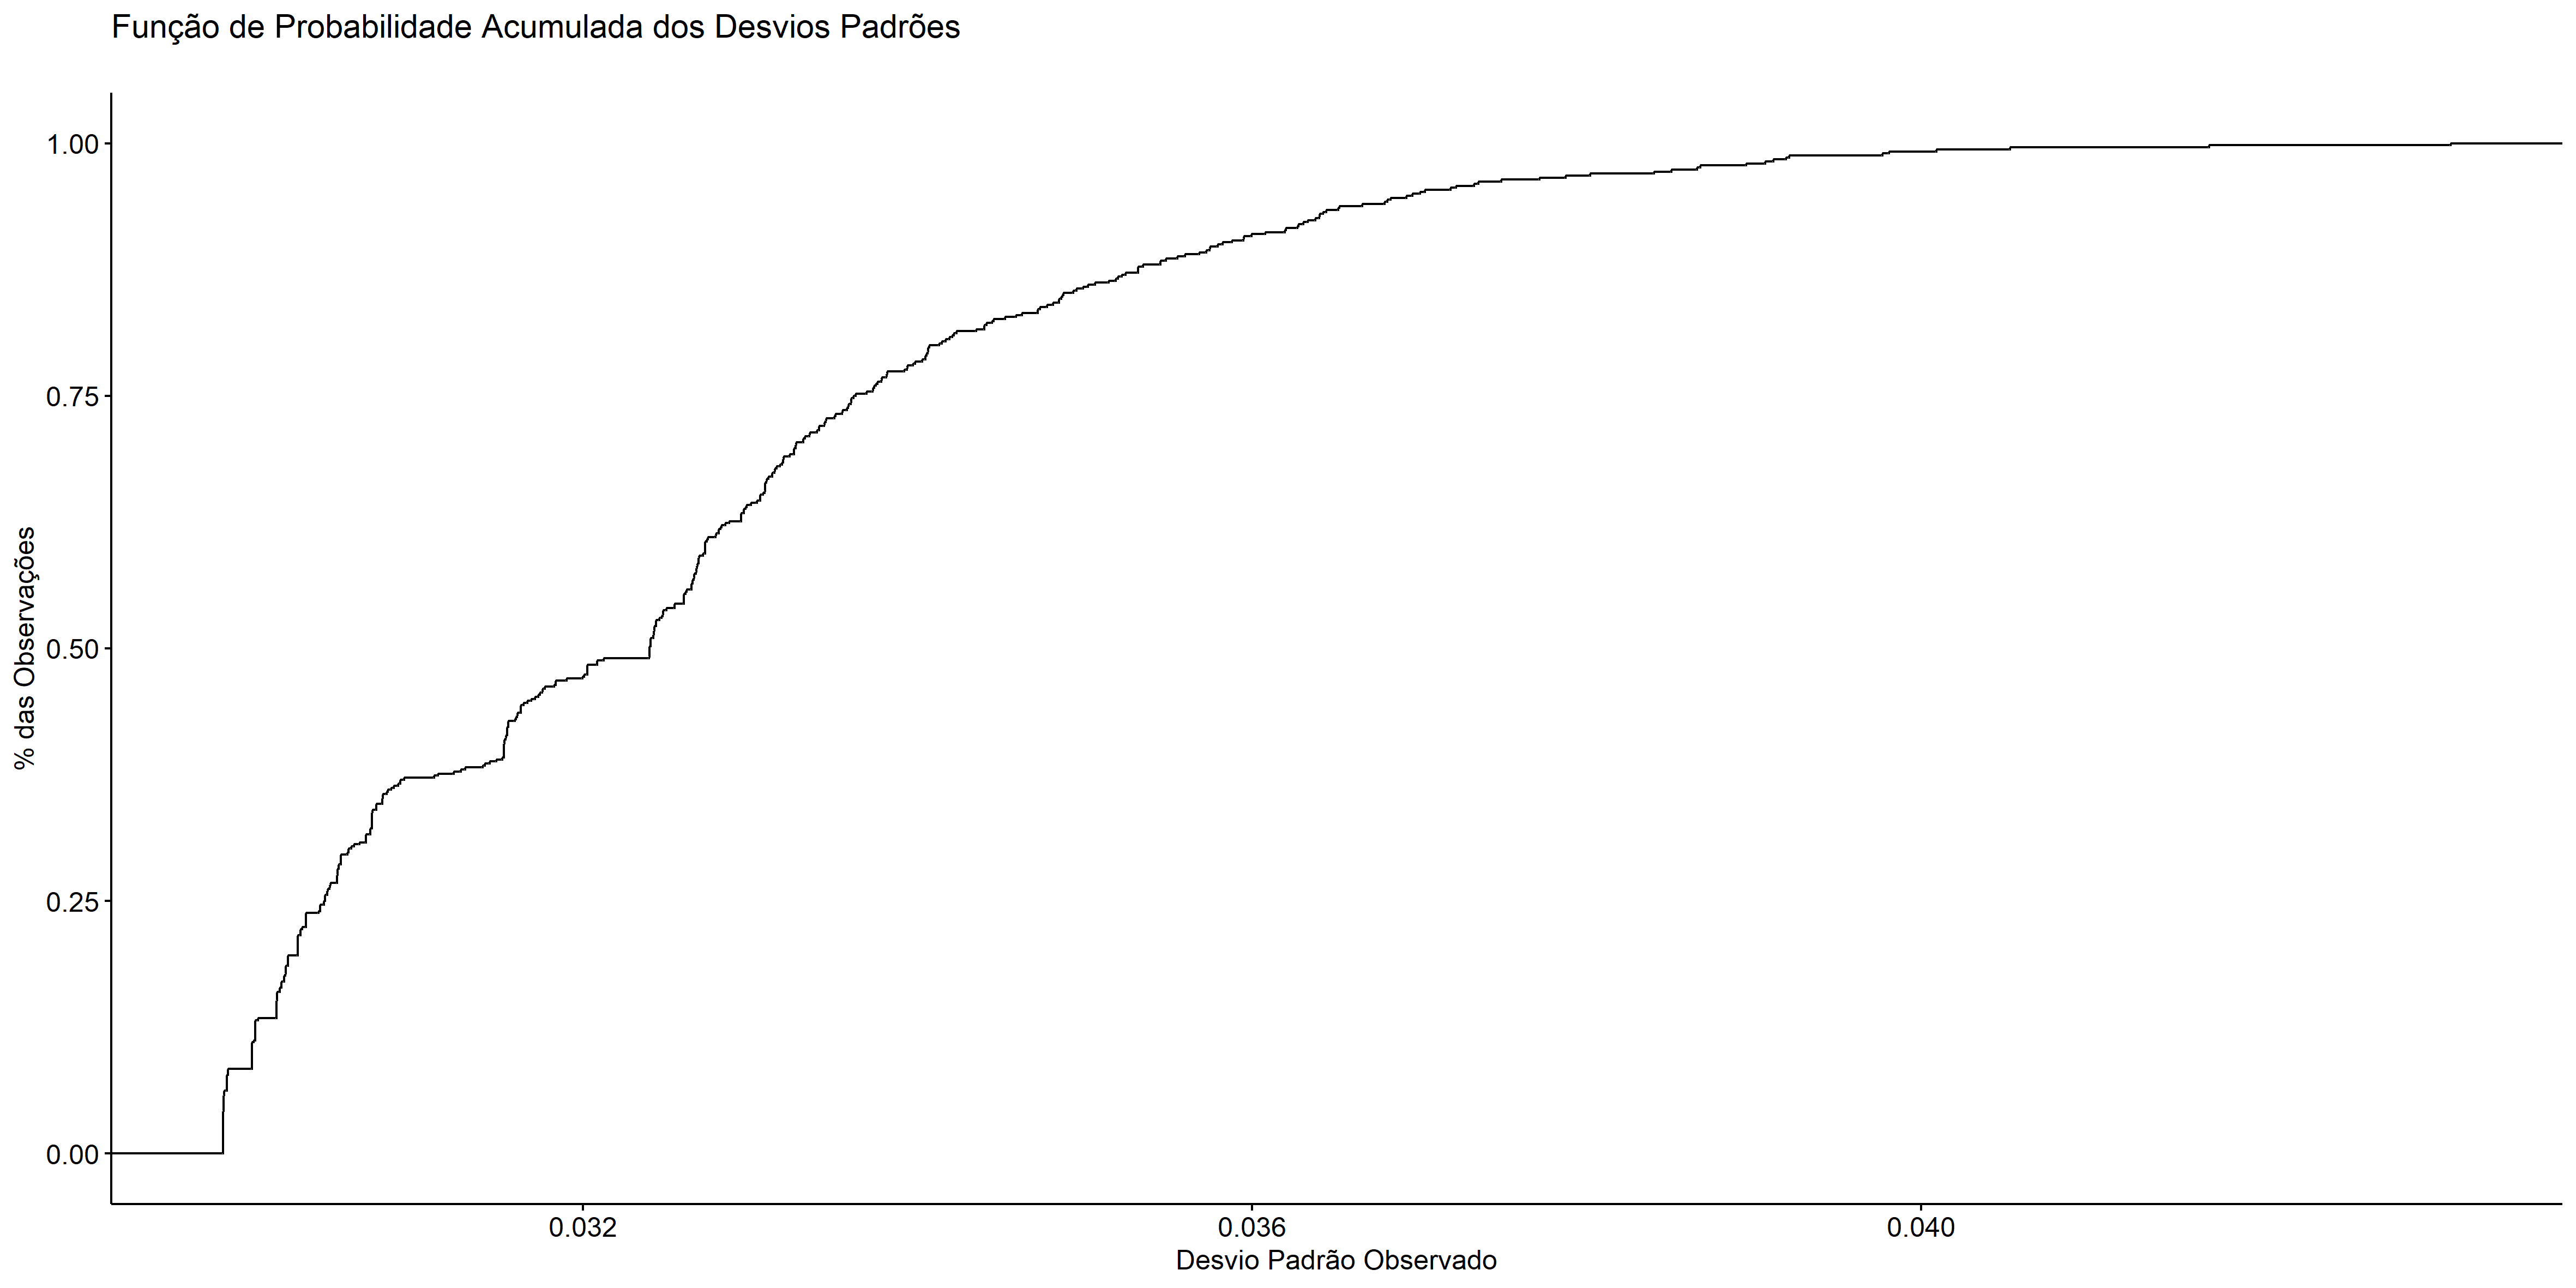 Função de Probabilidade Acumulada dos Desvios Padrões
1.00
0.75
0.50
0.25
0.00
% das Observações
0.032
0.036
0.040
Desvio Padrão Observado